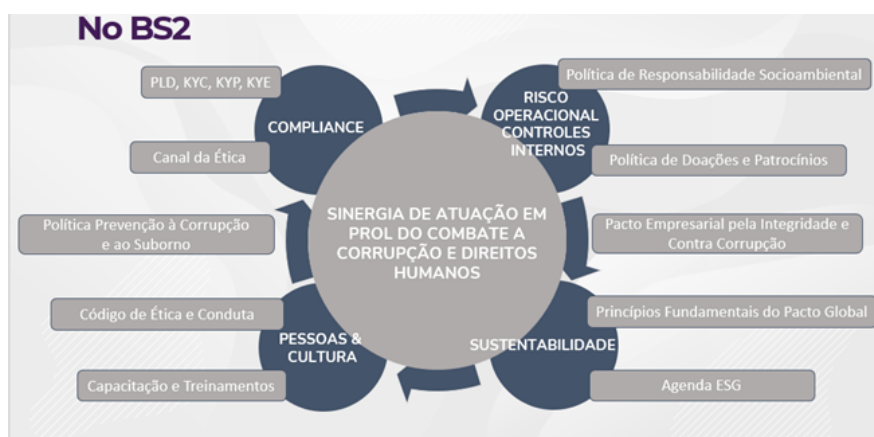 No BS2
PLD, KYC, KYP, KYE
COMPLIANCE
Canal da Ética
Política Prevenção à Corrupção
e ao Suborno
Código de Ética e Conduta
PESSOAS &
CULTURA
Capacitação e Treinamentos
SINERGIA DE ATUAÇÃO EM
PROL DO COMBATE A
CORRUPÇÃO E DIREITOS
HUMANOS
Política de Responsabilidade Socioambiental
RISCO
OPERACIONAL
CONTROLES
INTERNOS
Política de Doações e Patrocínios
Pacto Empresarial pela Integridade e
Contra Corrupção
Princípios Fundamentais do Pacto Global
SUSTENTABILIDADE
Agenda ESG